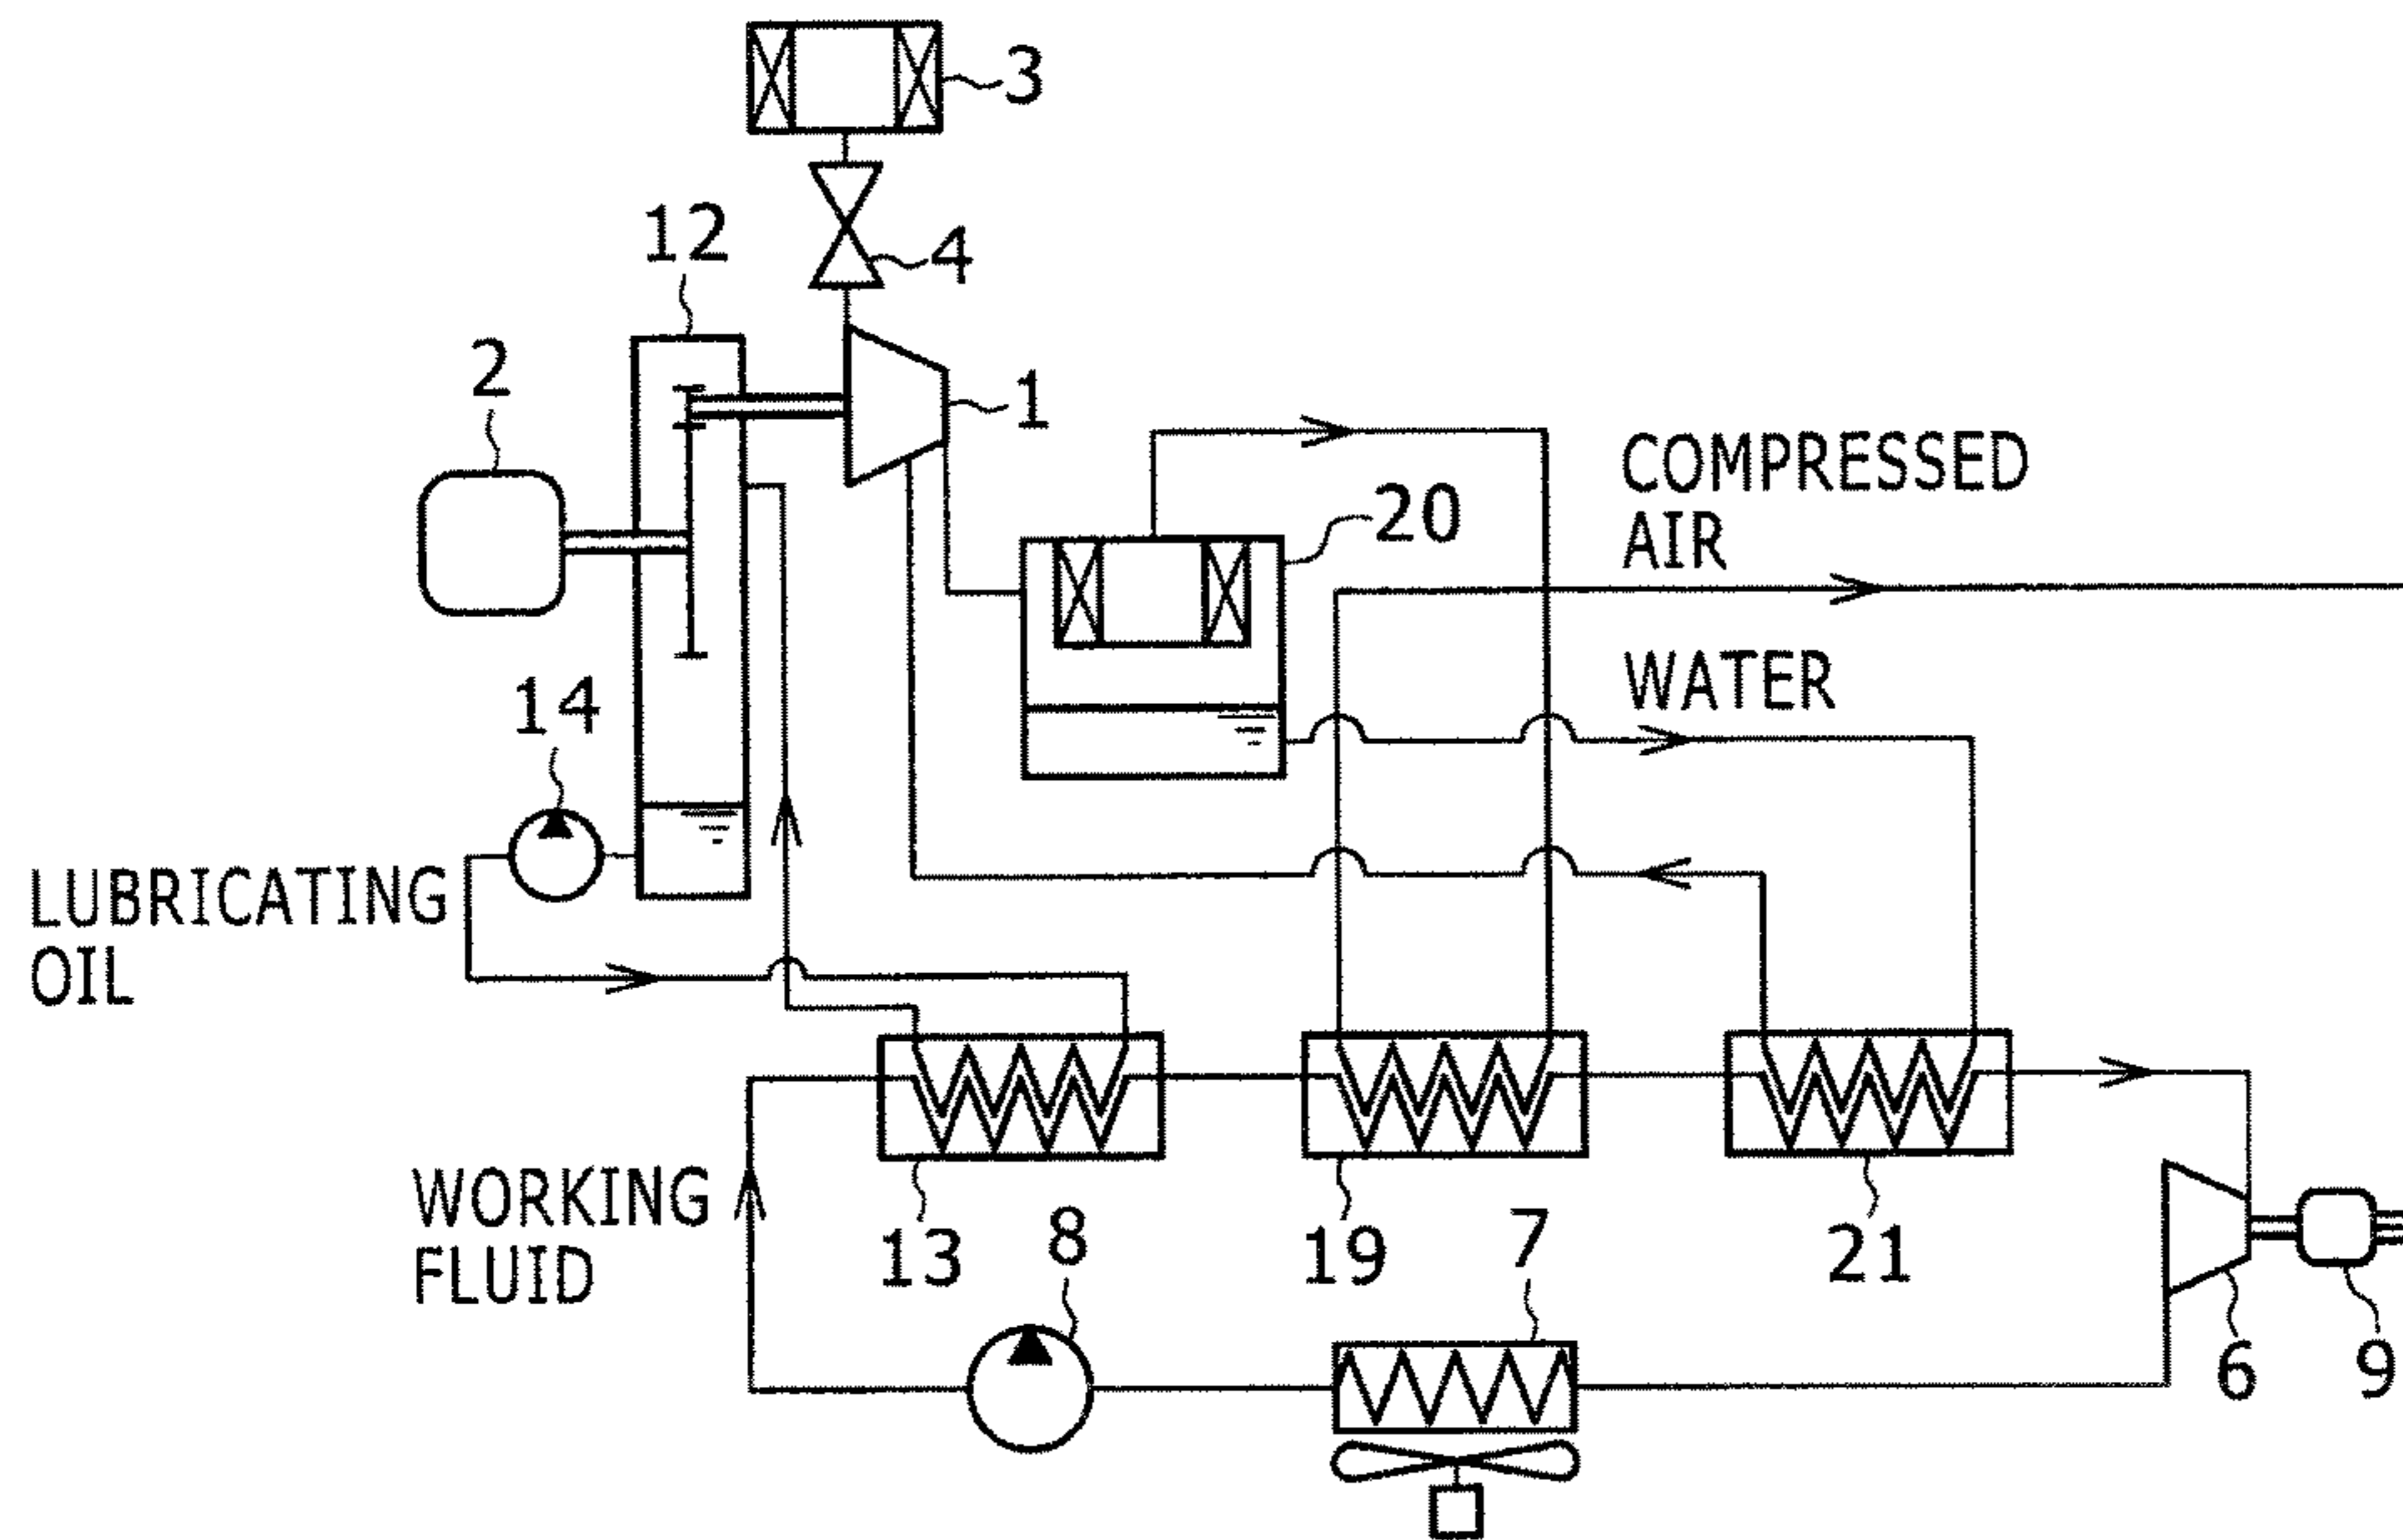 3
12
4
2
1
COMPRESSED
AIR
20
WATER
14
LUBRICATING
OIL
WORKING
FLUID
13
8
19
7
21
6
9